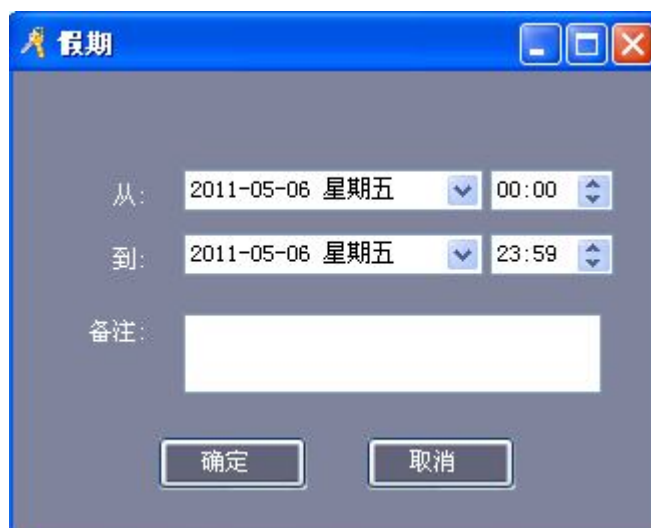 假期
从: 2011-05-06 星期五 00:00
到: 2011-05-06 星期五 23:59
备注:
确定 取消